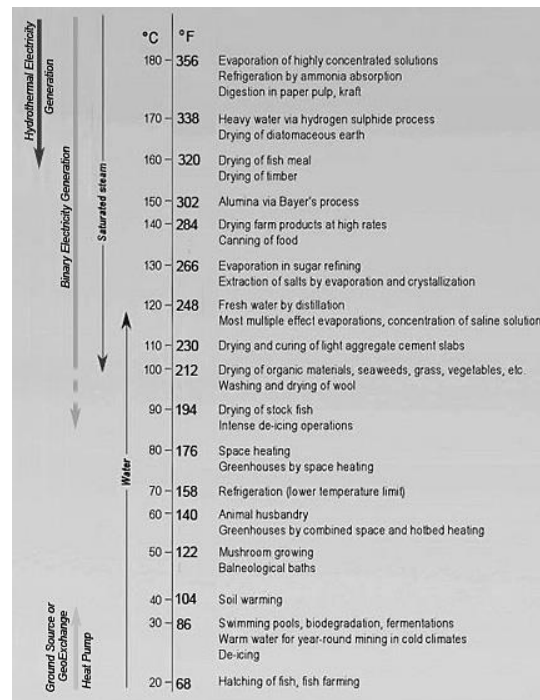 °C °F
180 – 356 Evaporation of highly concentrated solutions
Refrigeration by ammonia absorption
Digestion in paper pulp, kraft
170 – 338 Heavy water via hydrogen sulphide process
Drying of diatomaceous earth
160 – 320 Drying of fish meal
Drying of timber
150 – 302 Alumina via Bayer's process
140 – 284 Drying farm products at high rates
Canning of food
130 – 266 Evaporation in sugar refining
Extraction of salts by evaporation and crystallization
120 – 248 Fresh water by distillation
Most multiple effect evaporations, concentration of saline solution
110 – 230 Drying and curing of light aggregate cement slabs
100 – 212 Drying of organic materials, seaweeds, grass, vegetables, etc.
Washing and drying of wool
90 – 194 Drying of stock fish
Intense de-icing operations
80 – 176 Space heating
Greenhouses by space heating
70 – 158 Refrigeration (lower temperature limit)
60 – 140 Animal husbandry
Greenhouses by combined space and hotbed heating
50 – 122 Mushroom growing
Balneological baths
40 – 104 Soil warming
30 – 86 Swimming pools, biodegradation, fermentations
Warm water for year-round mining in cold climates
De-icing
20 – 68 Hatching of fish, fish farming
Hydrothermal Electricity
Generation
Binary Electricity Generation
Saturated steam
Water
Ground Source or
GeoExchange
Heat Pump